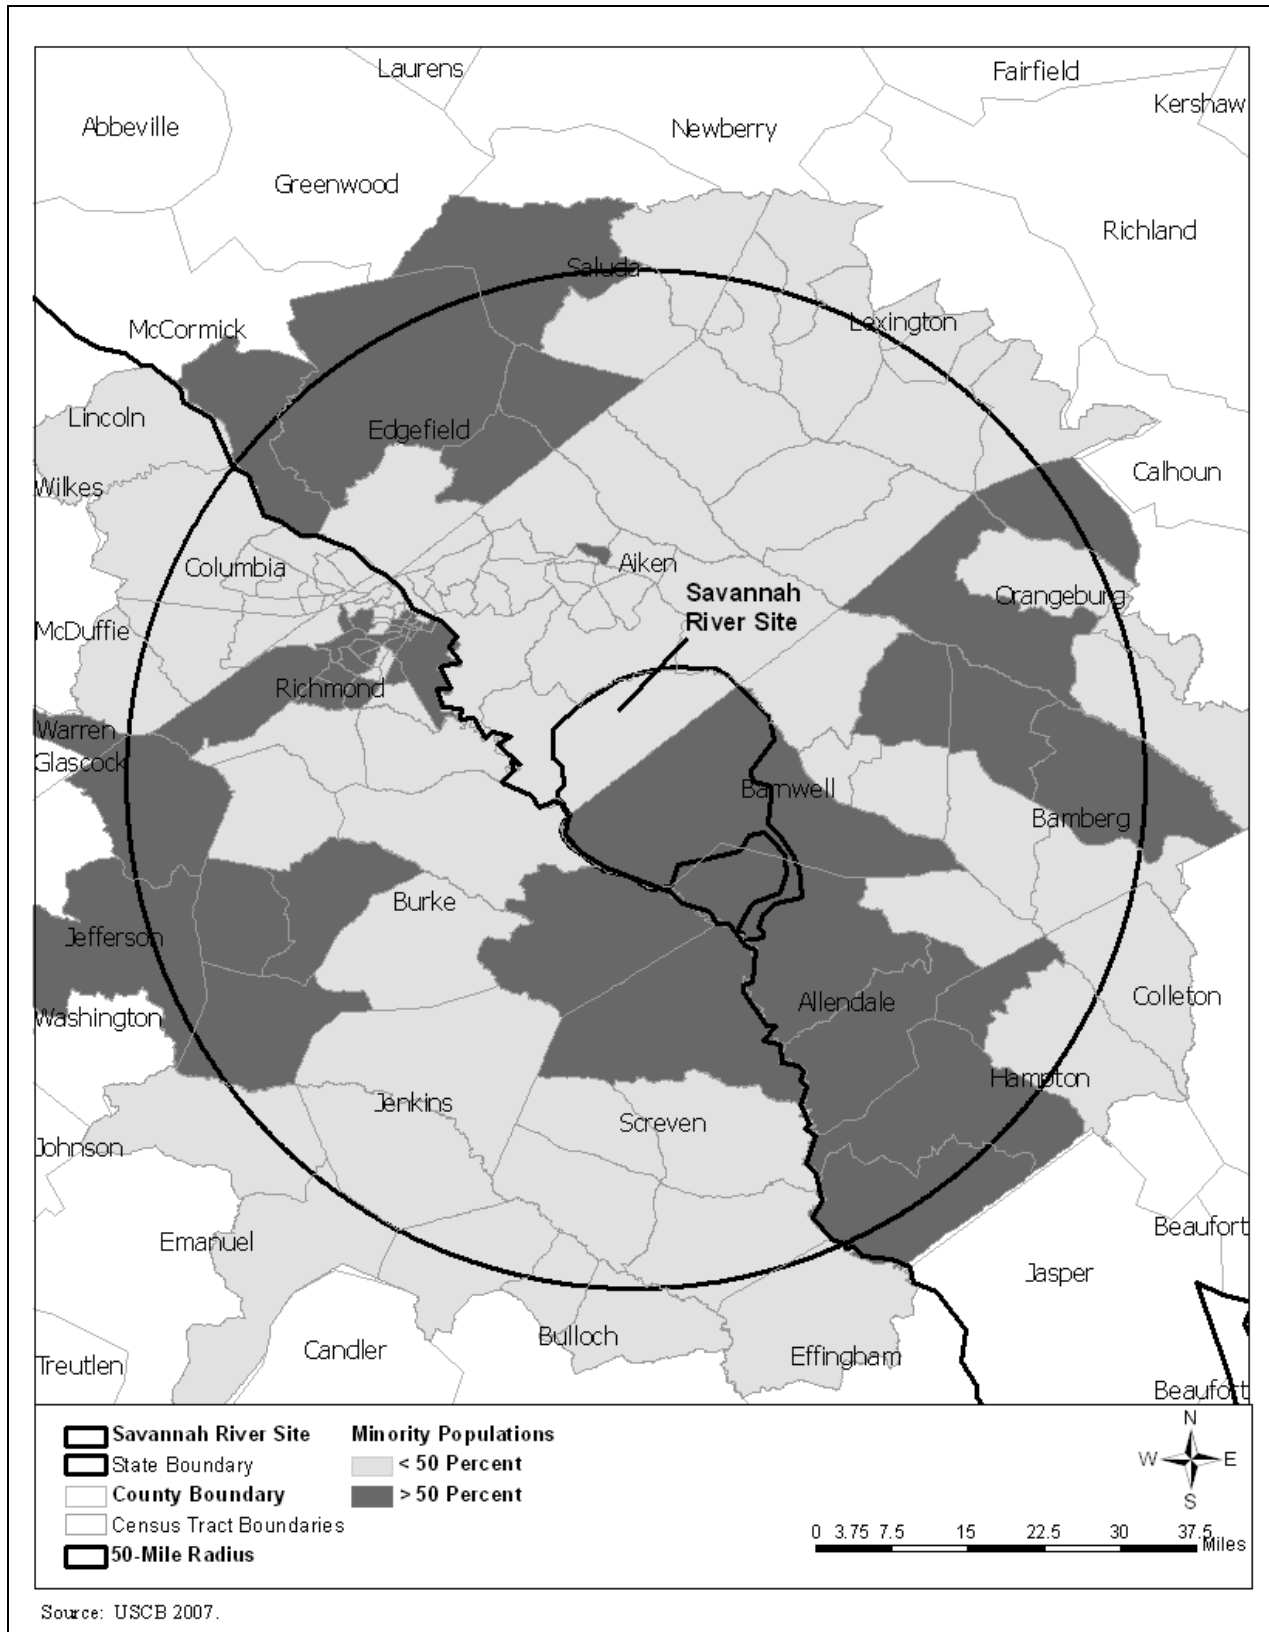 Laurens
Fairfield
Kershaw
Abbeville
Newberry
Greenwood
Richland
Saluda
McCormick
Lexington
Lincoln
Edgefield
Calhoun
Wilkes
Columbia
Aiken
Savannah
River Site
Orangeburg
McDuffie
Richmond
Warren
Glascock
Barnwell
Bamberg
Burke
Jefferson
Allendale
Colleton
Washington
Hampton
Jenkins
Screven
Johnson
Emanuel
Beaufort
Jasper
Candler
Bulloch
Effingham
Treutlen
Beaufort
Savannah River Site
State Boundary
County Boundary
Census Tract Boundaries
50-Mile Radius
Minority Populations
< 50 Percent
> 50 Percent
N
W E
S
0 3.75 7.5 15 22.5 30 37.5
Miles
Source: USCB 2007.